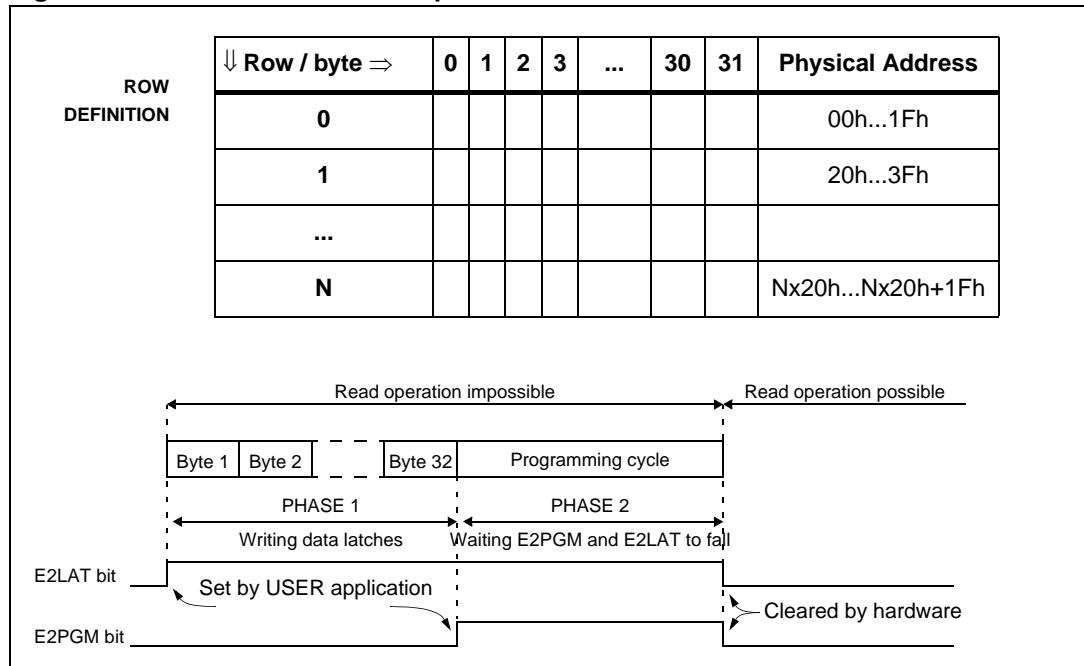 ROW
DEFINITION
⇓ Row / byte ⇒ 0 1 2 3 ... 30 31 Physical Address
0 00h...1Fh
1 20h...3Fh
...
N Nx20h...Nx20h+1Fh
Read operation impossible Read operation possible
Byte 1 Byte 2 Byte 32 Programming cycle
PHASE 1 PHASE 2
Writing data latches Waiting E2PGM and E2LAT to fall
E2LAT bit
Set by USER application
Cleared by hardware
E2PGM bit